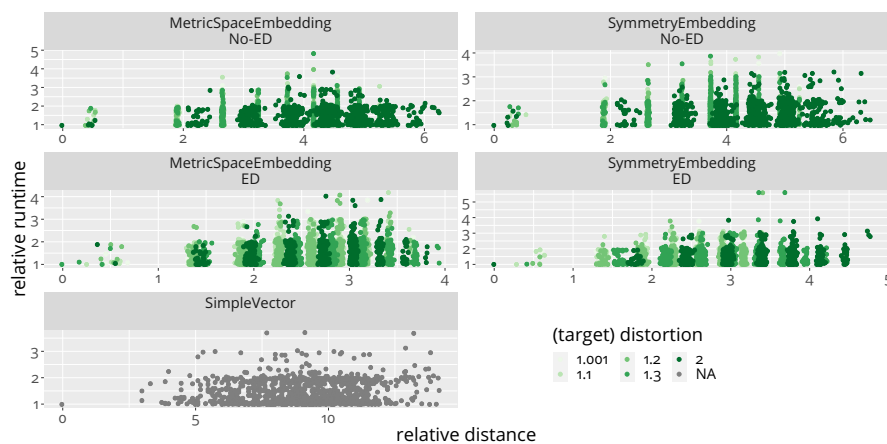 MetricSpaceEmbedding
No-ED
SymmetryEmbedding
No-ED
5
4
3
2
1
0 2 4 6
4
3
2
1
0 2 4 6
MetricSpaceEmbedding
ED
SymmetryEmbedding
ED
4
3
2
1
0 1 2 3 4
5
4
3
2
1
0 1 2 3 4 5
relative runtime
SimpleVector
3
2
1
0 5 10
relative distance
(target) distortion
1.001 1.2 2
1.1 1.3 NA